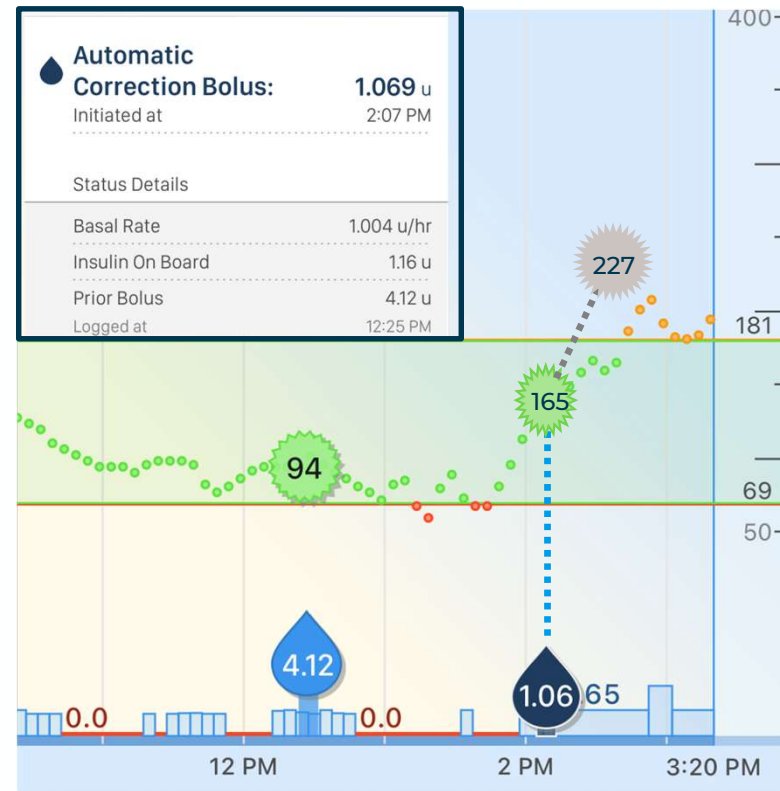 Automatic
Correction Bolus: 1.069 u
Initiated at 2:07 PM
Status Details
Basal Rate 1.004 u/hr
Insulin On Board 1.16 u
Prior Bolus 4.12 u
Logged at 12:25 PM
400
227
181
165
94
69
50
4.12
1.06 .65
0.0 0.0
12 PM 2 PM 3:20 PM